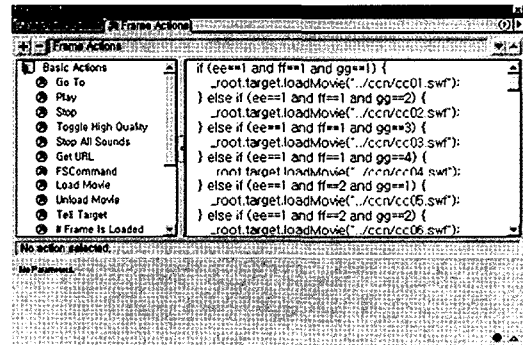 Frame Actions
+ - Frame Actions
Basic Actions
Go To
Play
Stop
Toggle High Quality
Stop All Sounds
Get URL
FSCommand
Load Movie
Unload Movie
Tell Target
If Frame Is Loaded
if (ee==1 and ff==1 and gg==1) {
_root.target.loadMovie("../ccn/cc01.swf");
} else if (ee==1 and ff==1 and gg==2) {
_root.target.loadMovie("../ccn/cc02.swf");
} else if (ee==1 and ff==1 and gg==3) {
_root.target.loadMovie("../ccn/cc03.swf");
} else if (ee==1 and ff==1 and gg==4) {
_root.target.loadMovie("../ccn/cc04.swf");
} else if (ee==1 and ff==2 and gg==1) {
_root.target.loadMovie("../ccn/cc05.swf");
} else if (ee==1 and ff==2 and gg==2) {
_root.target.loadMovie("../ccn/cc06.swf");
No action selected.
No Parameters.